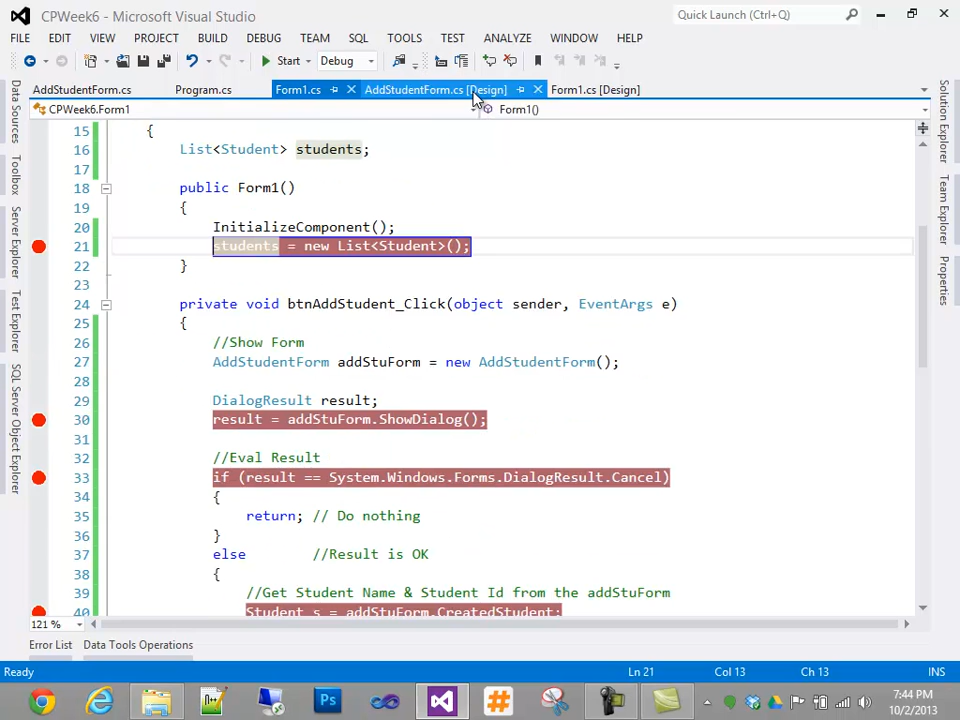 CPWeek6 - Microsoft Visual Studio
Quick Launch (Ctrl+Q)
FILE EDIT VIEW PROJECT BUILD DEBUG TEAM SQL TOOLS TEST ANALYZE WINDOW HELP
Start Debug
AddStudentForm.cs Program.cs Form1.cs AddStudentForm.cs [Design] Form1.cs [Design]
CPWeek6.Form1 Form1()
15 {
16 List<Student> students;
17
18 public Form1()
19 {
20 InitializeComponent();
21 students = new List<Student>();
22 }
23
24 private void btnAddStudent_Click(object sender, EventArgs e)
25 {
26 //Show Form
27 AddStudentForm addStuForm = new AddStudentForm();
28
29 DialogResult result;
30 result = addStuForm.ShowDialog();
31
32 //Eval Result
33 if (result == System.Windows.Forms.DialogResult.Cancel)
34 {
35 return; // Do nothing
36 }
37 else //Result is OK
38 {
39 //Get Student Name & Student Id from the addStuForm
40 Student s = addStuForm.CreatedStudent;
Data Sources
Toolbox
Server Explorer
Test Explorer
SQL Server Object Explorer
Solution Explorer
Team Explorer
Properties
121 %
Error List Data Tools Operations
Ready Ln 21 Col 13 Ch 13 INS
Ps
7:44 PM
10/2/2013